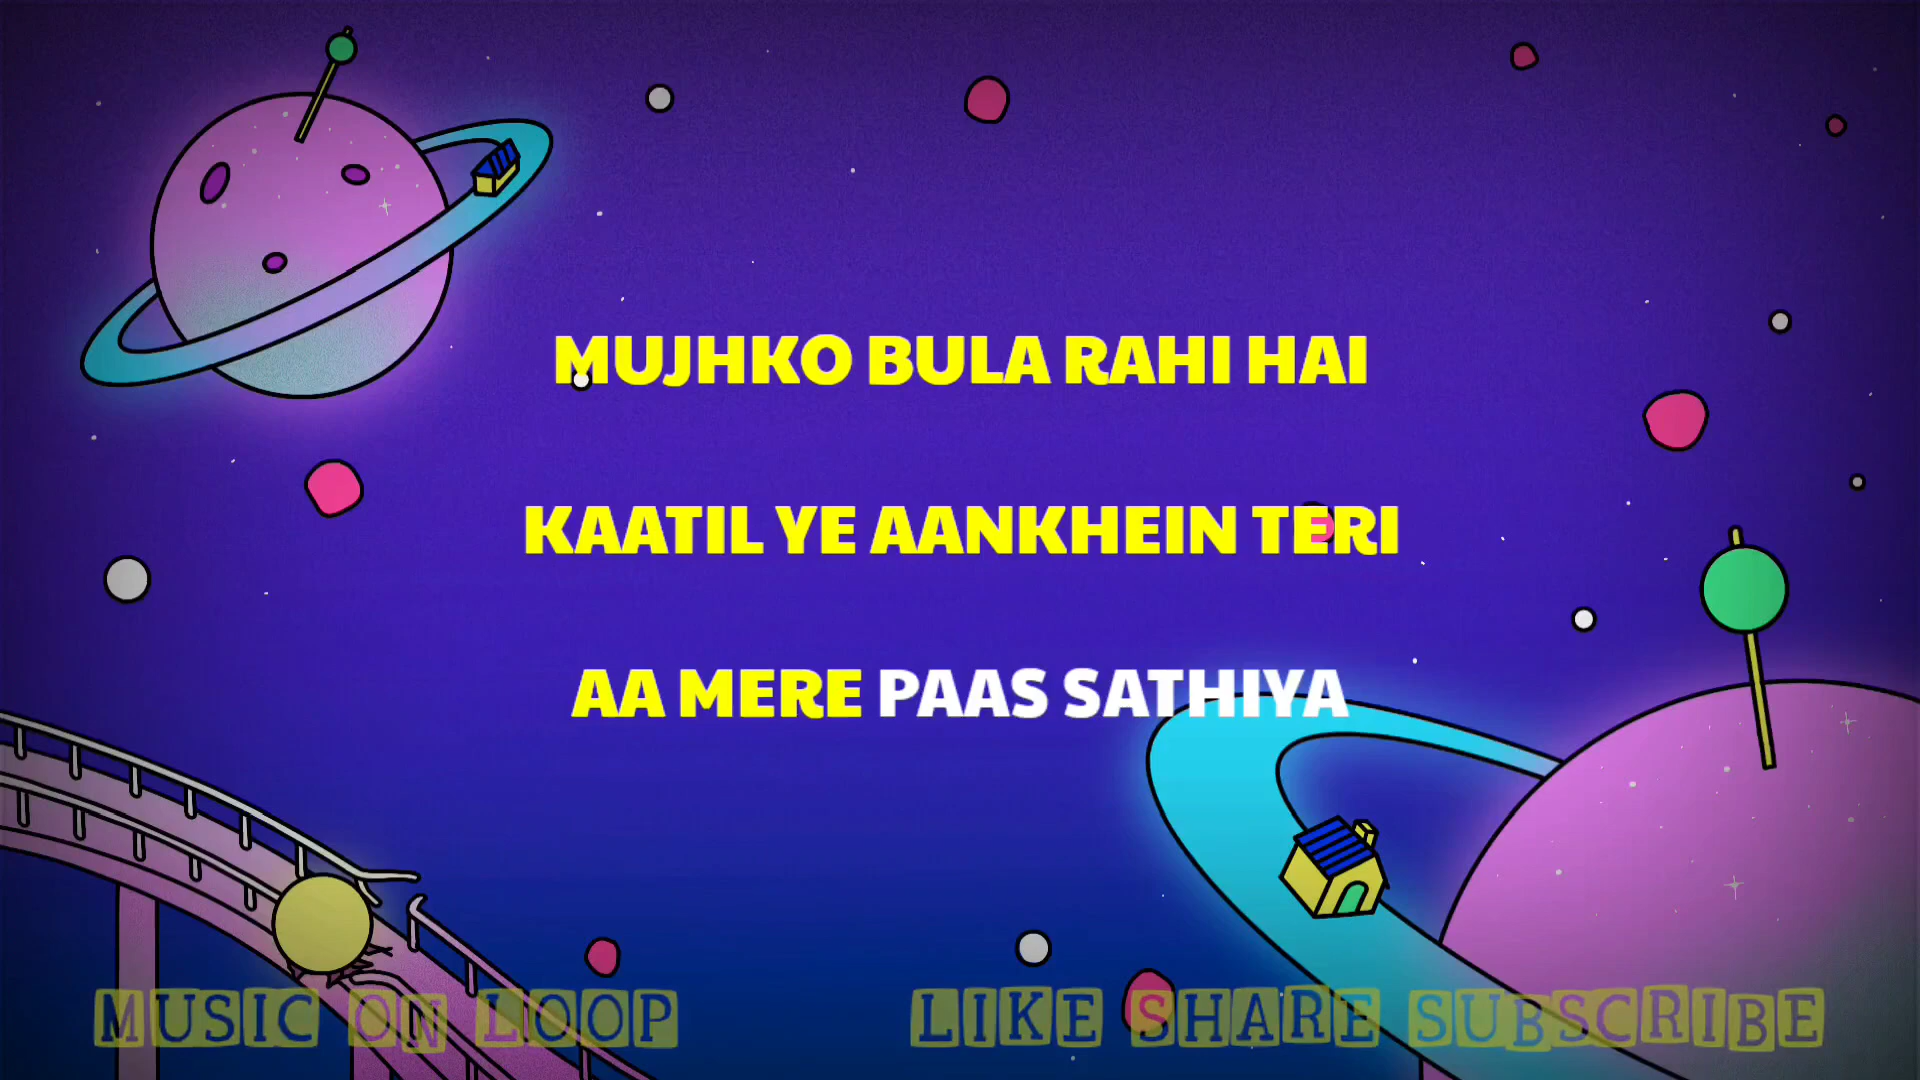 MUJHKO BULA RAHI HAI
KAATIL YE AANKHEIN TERI
AA MERE PAAS SATHIYA
MUSIC ON LOOP
LIKE SHARE SUBSCRIBE